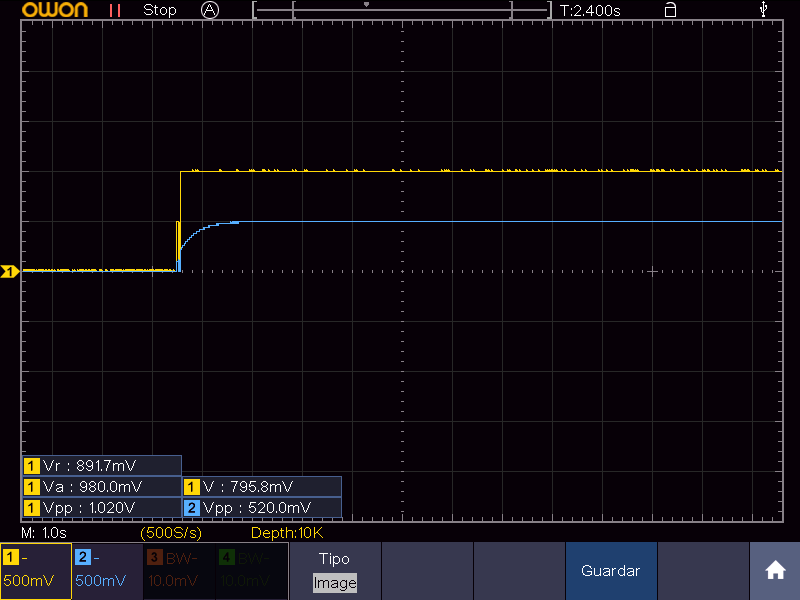 OWON Stop A T:2.400s
1
1 Vr : 891.7mV
1 Va : 980.0mV 1 V : 795.8mV
1 Vpp : 1.020V 2 Vpp : 520.0mV
M: 1.0s (500S/s) Depth:10K
1 - 2 - 3 BW- 4 BW- Tipo
500mV 500mV 10.0mV 10.0mV Image Guardar